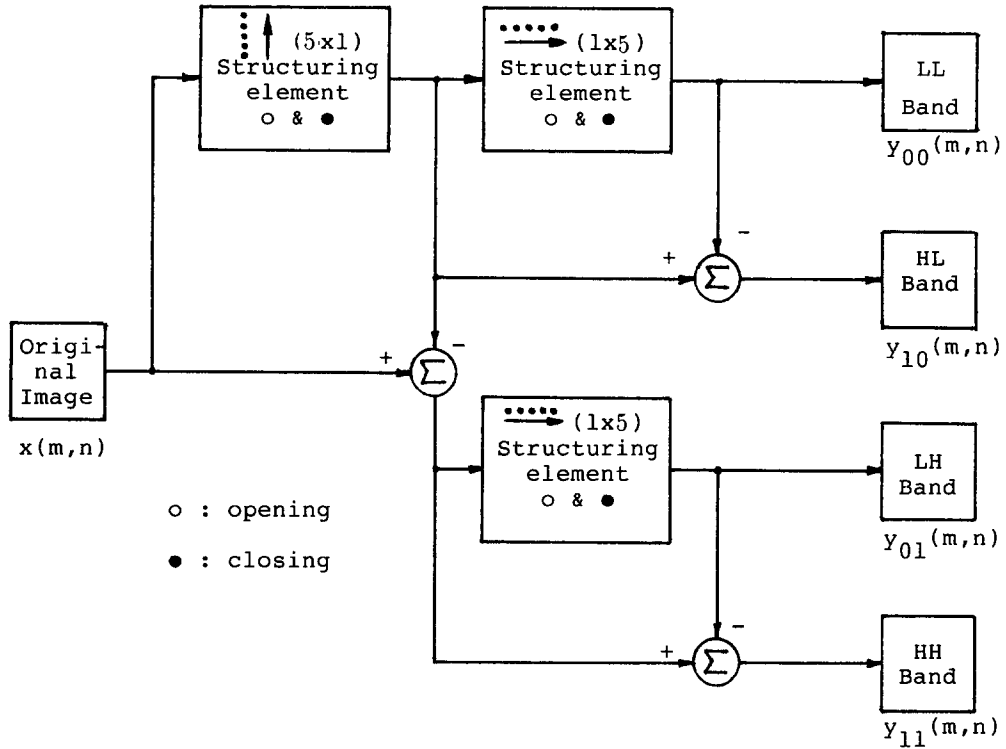 (5x1)
Structuring
element
○ & ●
(1x5)
Structuring
element
○ & ●
LL
Band
y00(m,n)
-
+
Σ
HL
Band
y10(m,n)
Origi-
nal
Image
x(m,n)
+
-
Σ
(1x5)
Structuring
element
○ & ●
LH
Band
y01(m,n)
○ : opening
● : closing
-
+
Σ
HH
Band
y11(m,n)